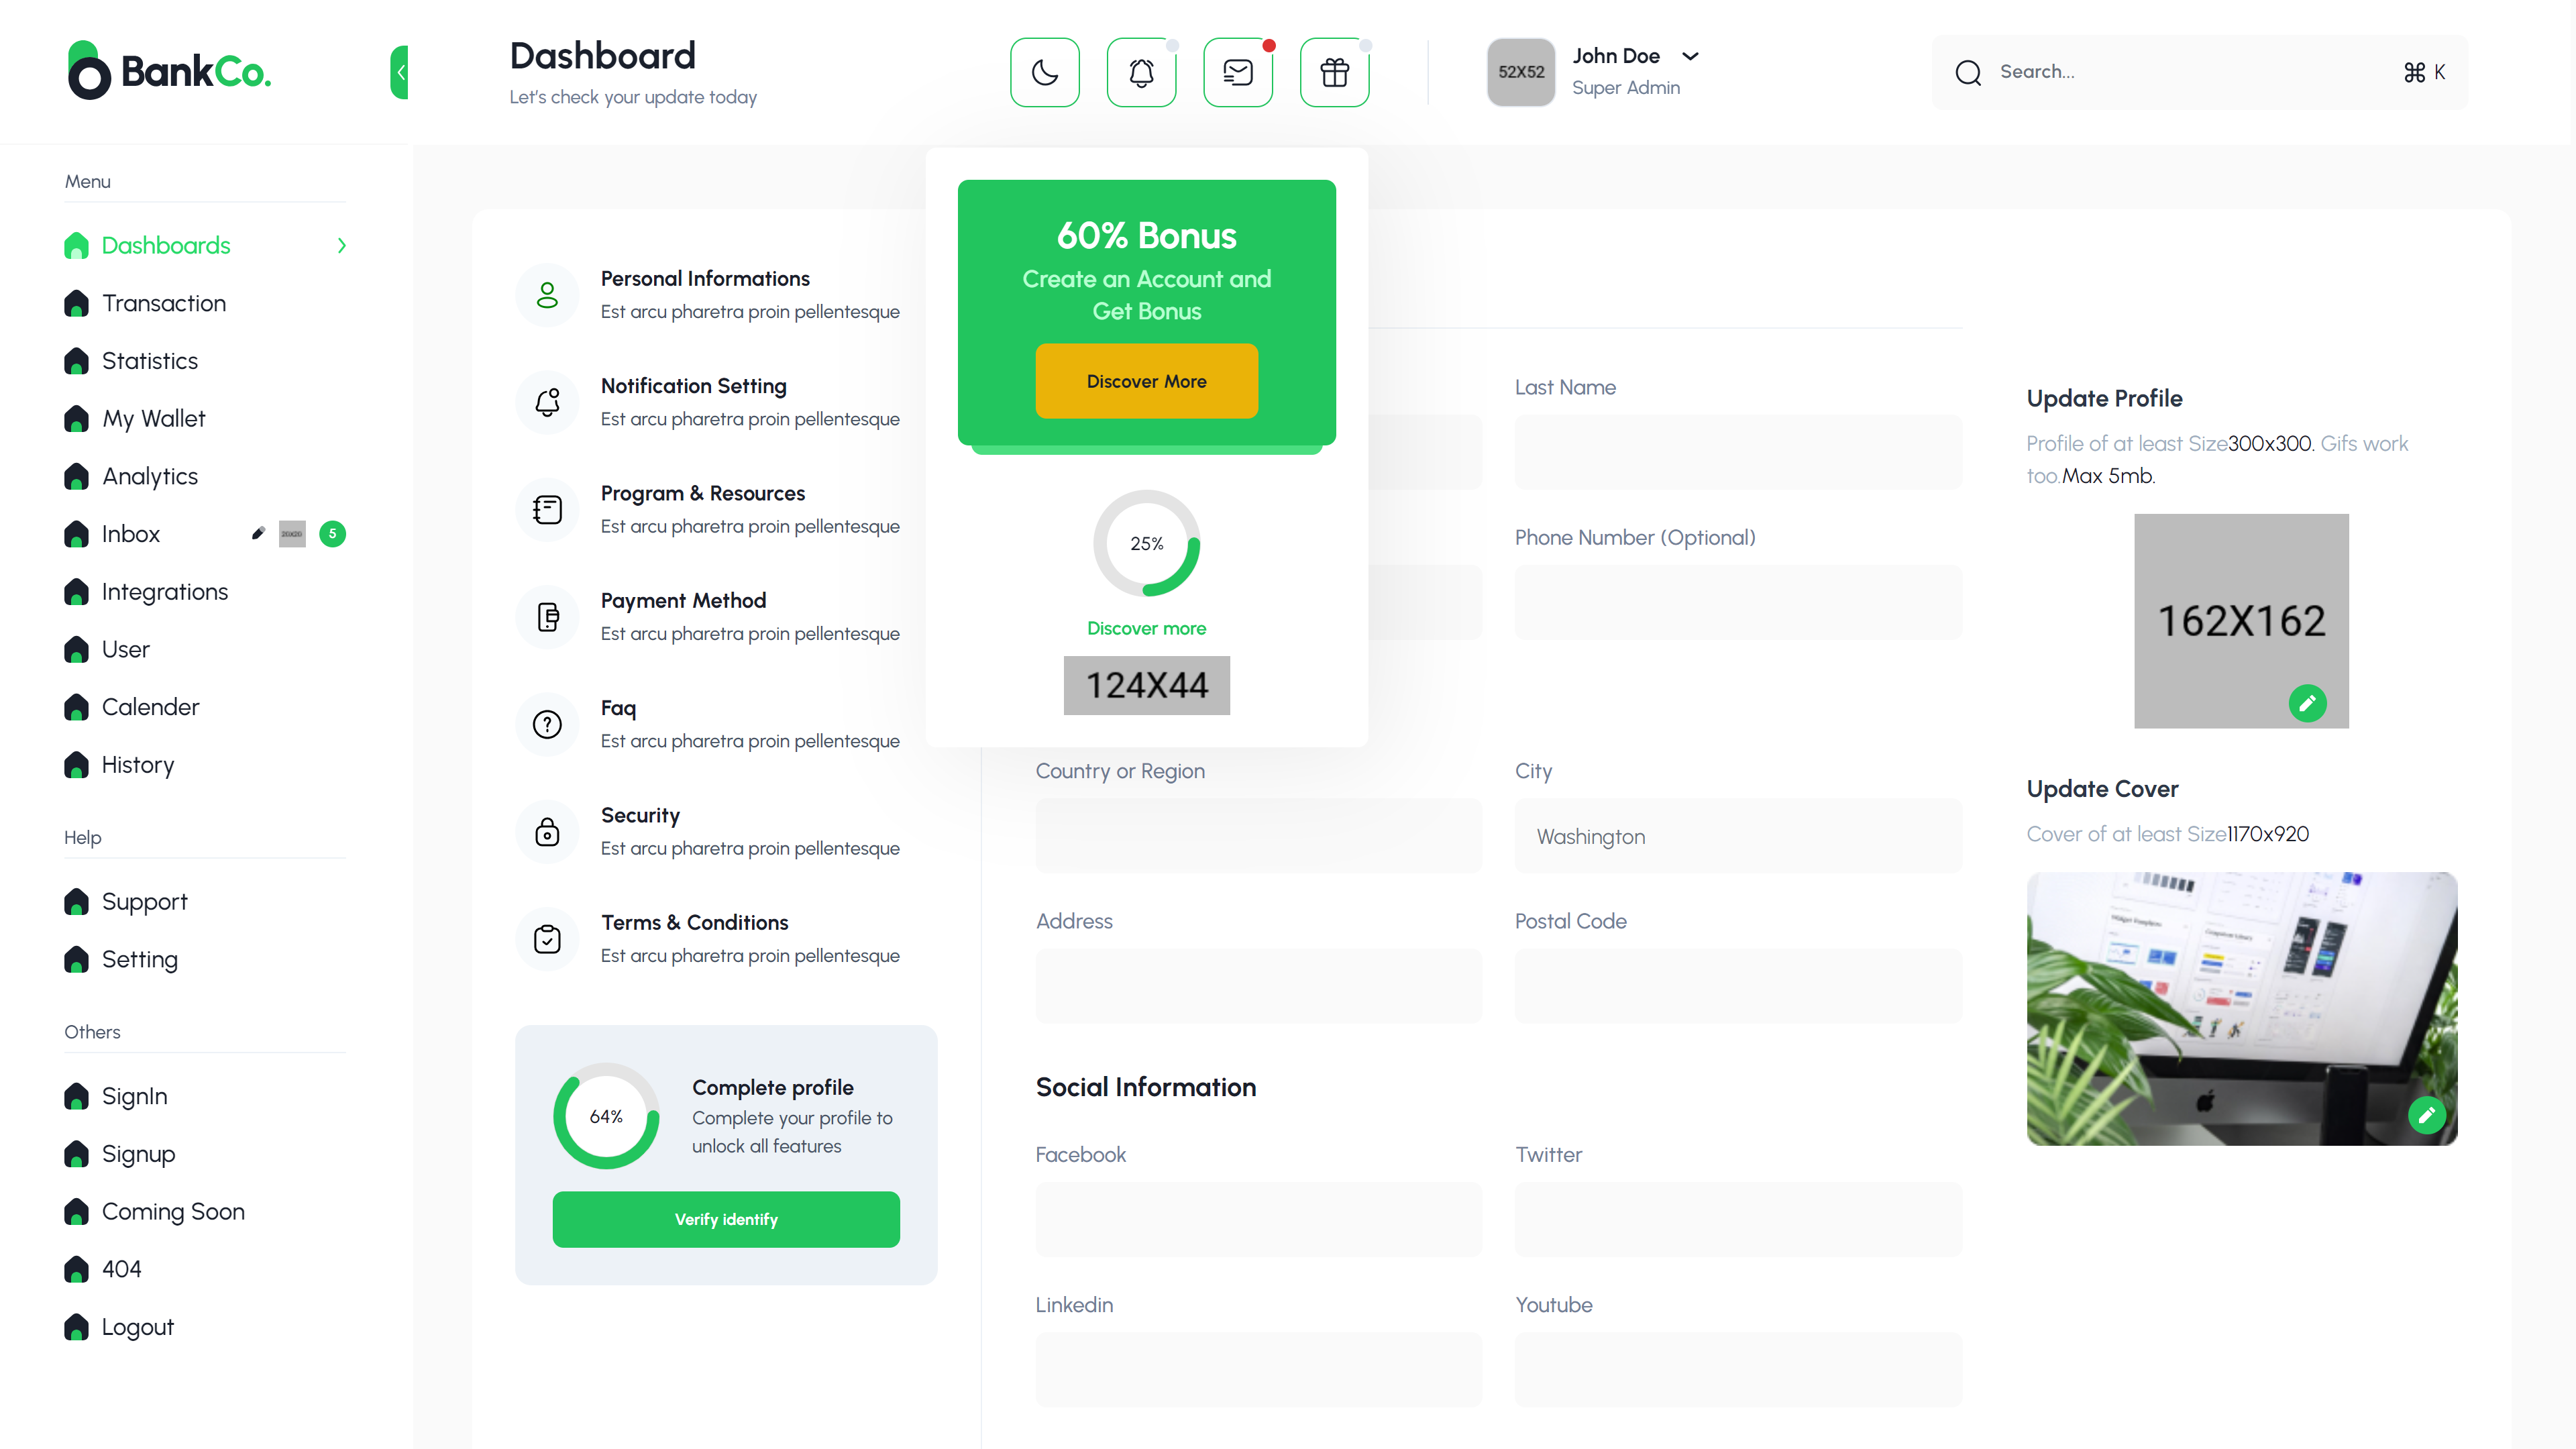 BankCo.
Dashboard
Let's check your update today
52X52
John Doe
Super Admin
Search...
⌘ K
Menu
Dashboards
Transaction
Statistics
My Wallet
Analytics
Inbox
20x20
5
Integrations
User
Calender
History
Help
Support
Setting
Others
SignIn
Signup
Coming Soon
404
Logout
Personal Informations
Est arcu pharetra proin pellentesque
Notification Setting
Est arcu pharetra proin pellentesque
Program & Resources
Est arcu pharetra proin pellentesque
Payment Method
Est arcu pharetra proin pellentesque
Faq
Est arcu pharetra proin pellentesque
Security
Est arcu pharetra proin pellentesque
Terms & Conditions
Est arcu pharetra proin pellentesque
64%
Complete profile
Complete your profile to
unlock all features
Verify identify
60% Bonus
Create an Account and
Get Bonus
Discover More
25%
Discover more
124X44
Last Name
Phone Number (Optional)
Country or Region
City
Washington
Address
Postal Code
Social Information
Facebook
Twitter
Linkedin
Youtube
Update Profile
Profile of at least Size300x300. Gifs work
too.Max 5mb.
162X162
Update Cover
Cover of at least Size1170x920